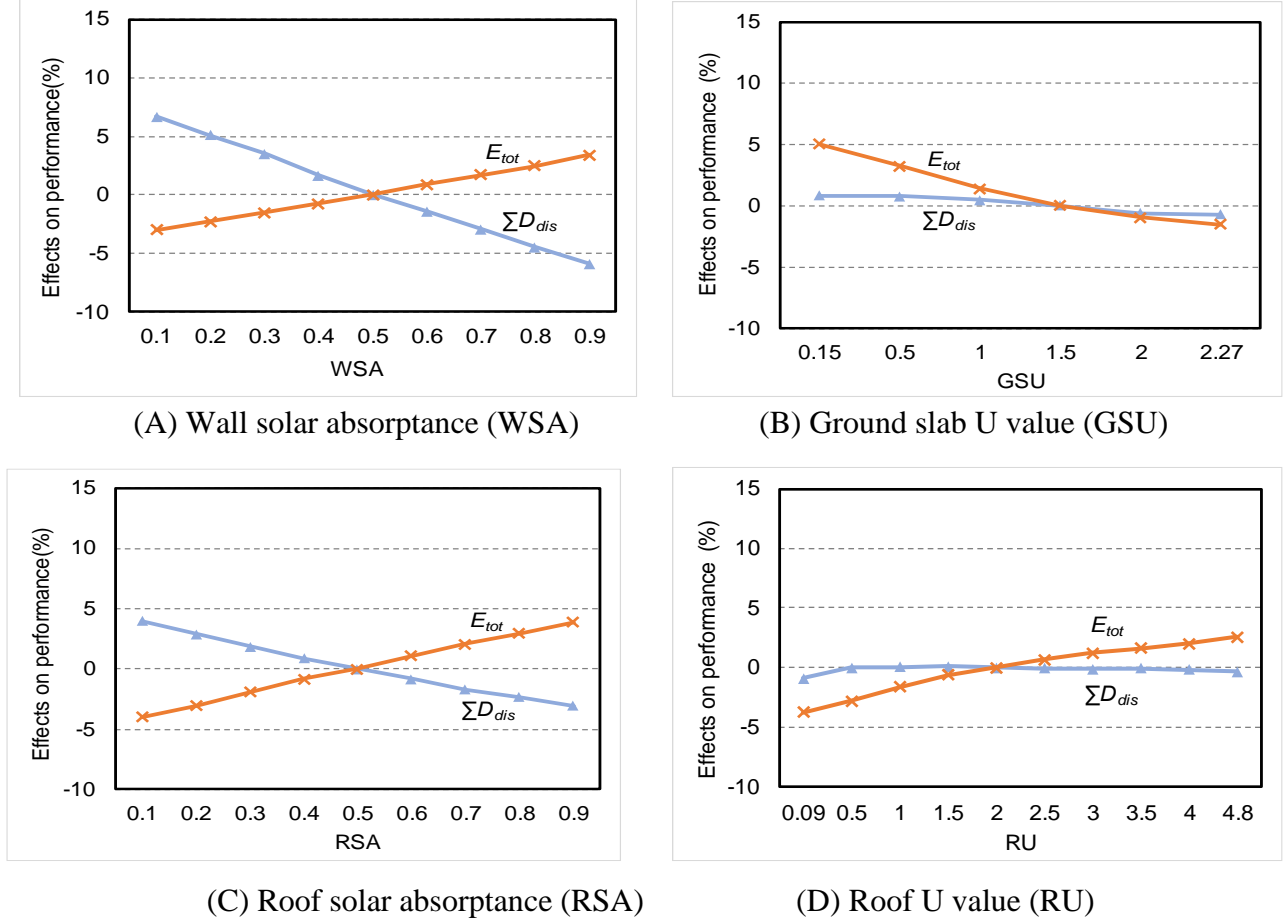 15
10
5
0
-5
-10
Effects on performance(%)
E_tot
∑D_dis
0.1 0.2 0.3 0.4 0.5 0.6 0.7 0.8 0.9
WSA
(A) Wall solar absorptance (WSA)
15
10
5
0
-5
-10
Effects on performance (%)
E_tot
∑D_dis
0.15 0.5 1 1.5 2 2.27
GSU
(B) Ground slab U value (GSU)
15
10
5
0
-5
-10
Effects on performance(%)
E_tot
∑D_dis
0.1 0.2 0.3 0.4 0.5 0.6 0.7 0.8 0.9
RSA
(C) Roof solar absorptance (RSA)
15
10
5
0
-5
-10
Effects on performance (%)
E_tot
∑D_dis
0.09 0.5 1 1.5 2 2.5 3 3.5 4 4.8
RU
(D) Roof U value (RU)